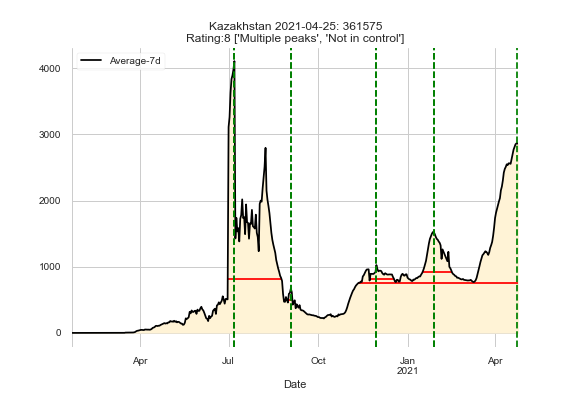 Kazakhstan 2021-04-25: 361575
Rating:8 ['Multiple peaks', 'Not in control']
Average-7d
4000
3000
2000
1000
0
Apr
Jul
Oct
Jan
2021
Apr
Date